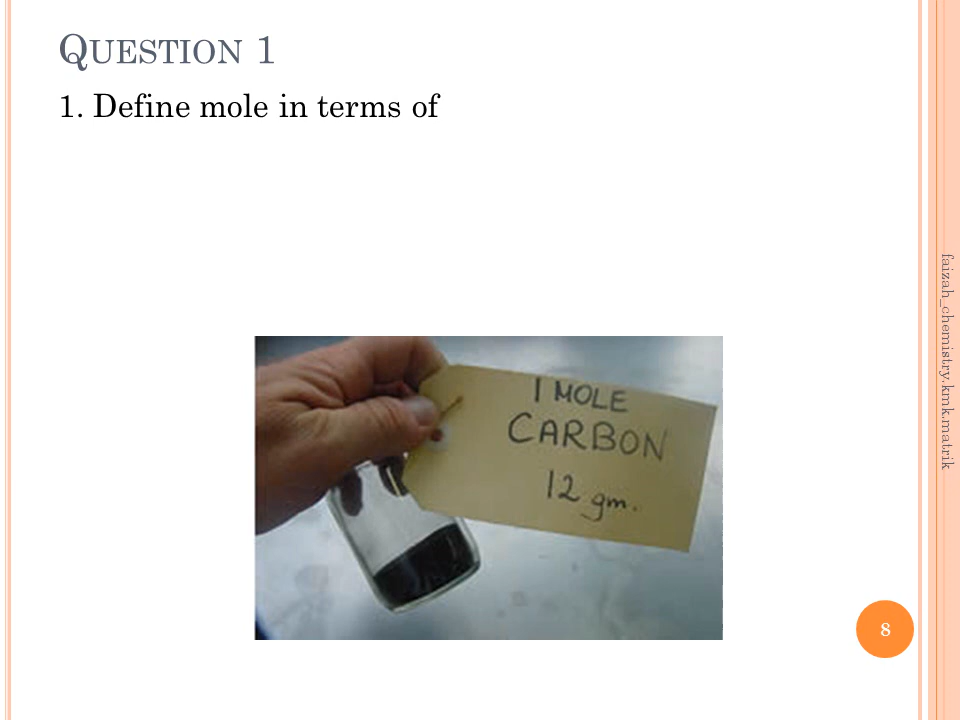 QUESTION 1
1. Define mole in terms of
1 MOLE
CARBON
12 gm.
faizah_chemistry.kmk.matrik
8